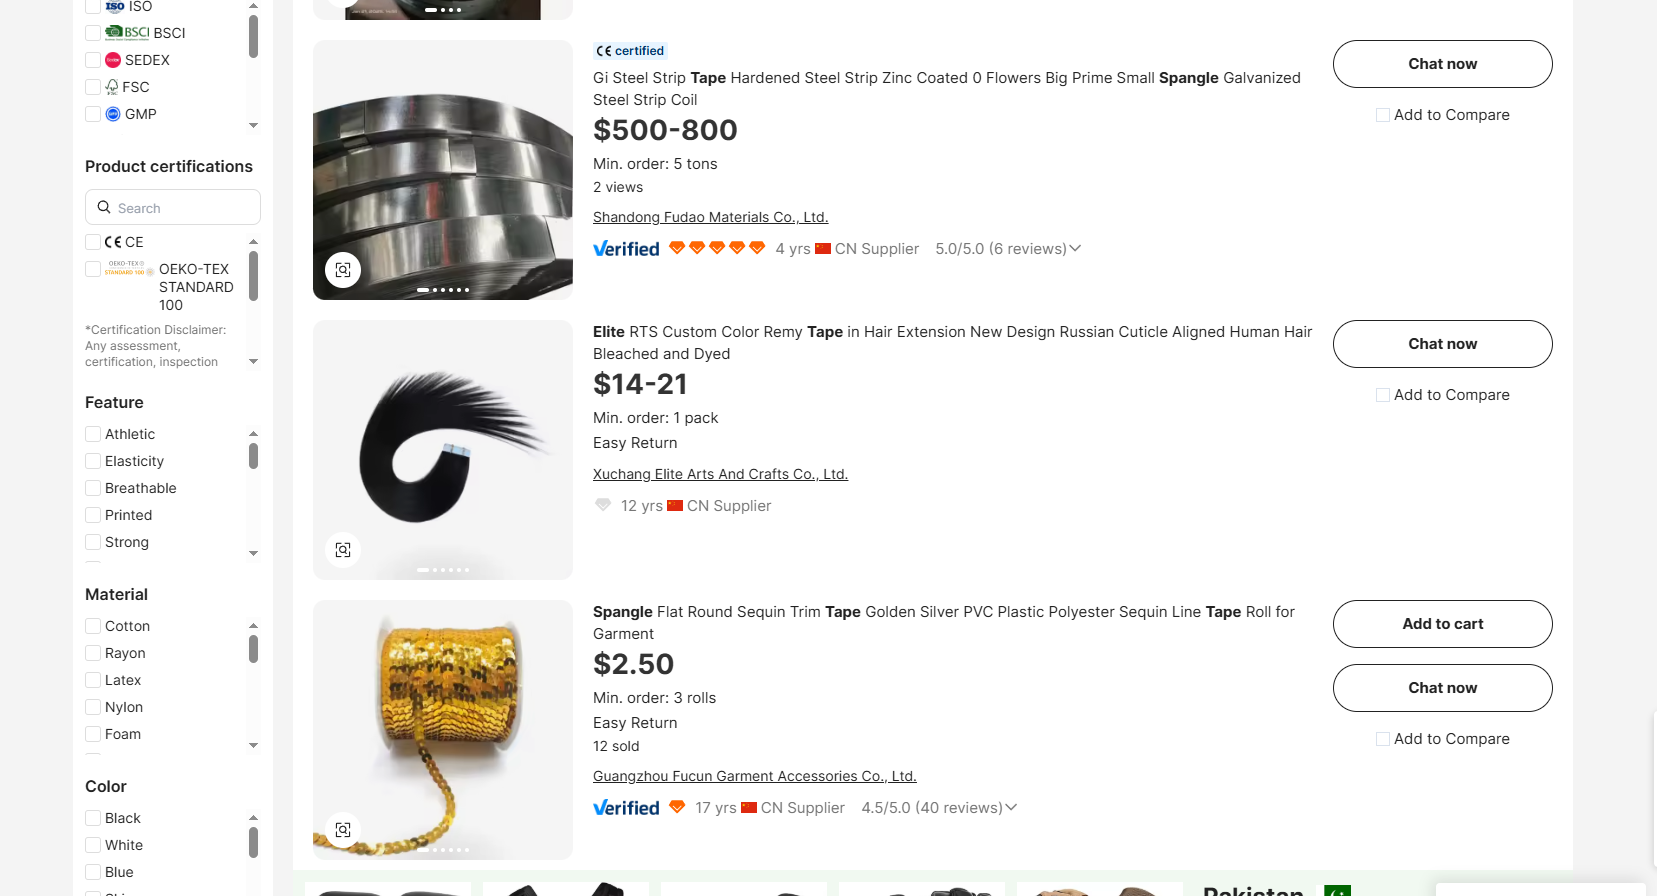 ISO
BSCI BSCI
SEDEX
FSC
GMP
Product certifications
Search
CE CE
OEKO-TEX®
STANDARD 100
OEKO-TEX
STANDARD
100
*Certification Disclaimer:
Any assessment,
certification, inspection
Feature
Athletic
Elasticity
Breathable
Printed
Strong
Material
Cotton
Rayon
Latex
Nylon
Foam
Color
Black
White
Blue
CE certified
Gi Steel Strip Tape Hardened Steel Strip Zinc Coated 0 Flowers Big Prime Small Spangle Galvanized
Steel Strip Coil
$500-800
Min. order: 5 tons
2 views
Shandong Fudao Materials Co., Ltd.
Verified 4 yrs CN Supplier 5.0/5.0 (6 reviews)
Chat now
Add to Compare
Elite RTS Custom Color Remy Tape in Hair Extension New Design Russian Cuticle Aligned Human Hair
Bleached and Dyed
$14-21
Min. order: 1 pack
Easy Return
Xuchang Elite Arts And Crafts Co., Ltd.
12 yrs CN Supplier
Chat now
Add to Compare
Spangle Flat Round Sequin Trim Tape Golden Silver PVC Plastic Polyester Sequin Line Tape Roll for
Garment
$2.50
Min. order: 3 rolls
Easy Return
12 sold
Guangzhou Fucun Garment Accessories Co., Ltd.
Verified 17 yrs CN Supplier 4.5/5.0 (40 reviews)
Add to cart
Chat now
Add to Compare
Pakistan